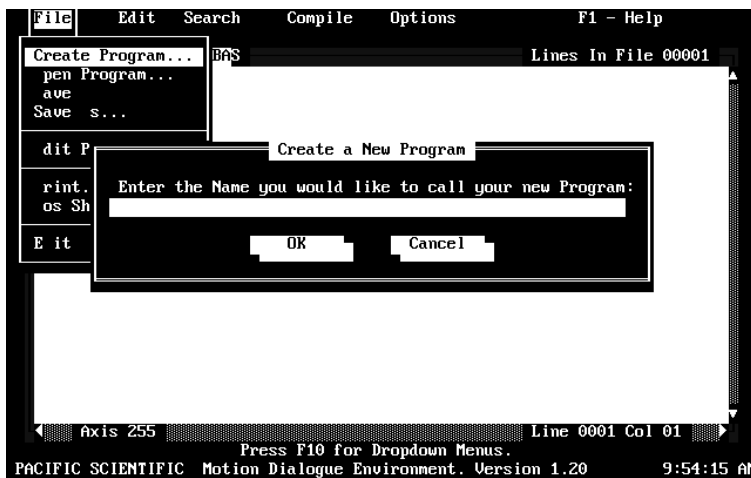 File Edit Search Compile Options F1 - Help
BAS Lines In File 00001
Create Program...
pen Program...
ave
Save s...
dit P
rint.
os Sh
E it
Create a New Program
Enter the Name you would like to call your new Program:
OK Cancel
Axis 255 Line 0001 Col 01
Press F10 for Dropdown Menus.
PACIFIC SCIENTIFIC Motion Dialogue Environment. Version 1.20 9:54:15 AM